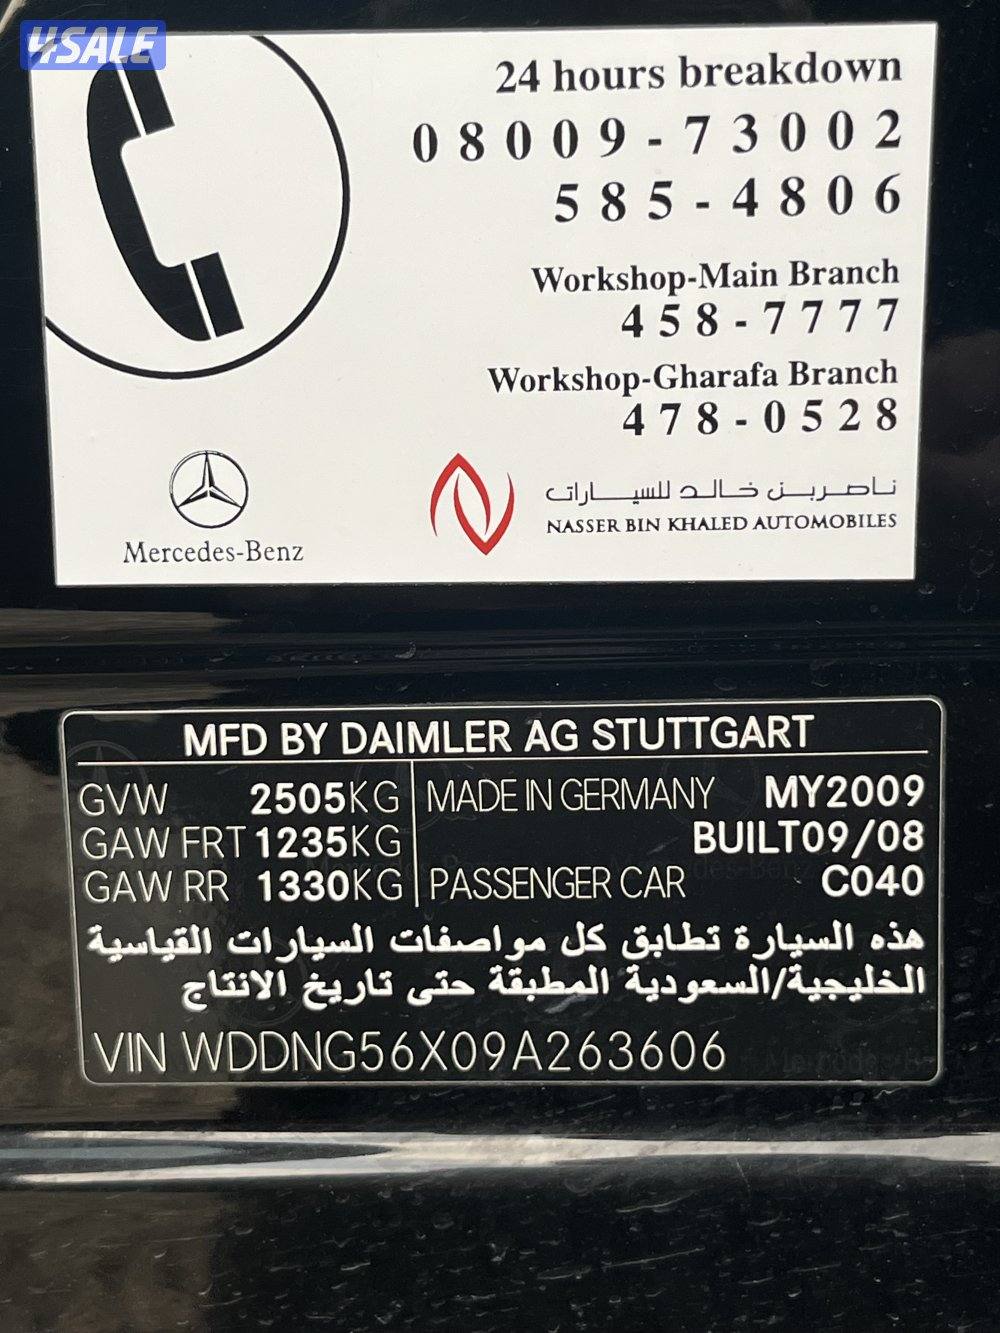 4SALE
24 hours breakdown
08009-73002
585-4806
Workshop-Main Branch
458-7777
Workshop-Gharafa Branch
478-0528
Mercedes-Benz
ناصر بن خالد للسيارات
NASSER BIN KHALED AUTOMOBILES
MFD BY DAIMLER AG STUTTGART
GVW 2505KG MADE IN GERMANY MY2009
GAW FRT 1235KG BUILT09/08
GAW RR 1330KG PASSENGER CAR C040
هذه السيارة تطابق كل مواصفات السيارات القياسية
الخليجية/السعودية المطبقة حتى تاريخ الانتاج
VIN WDDNG56X09A263606